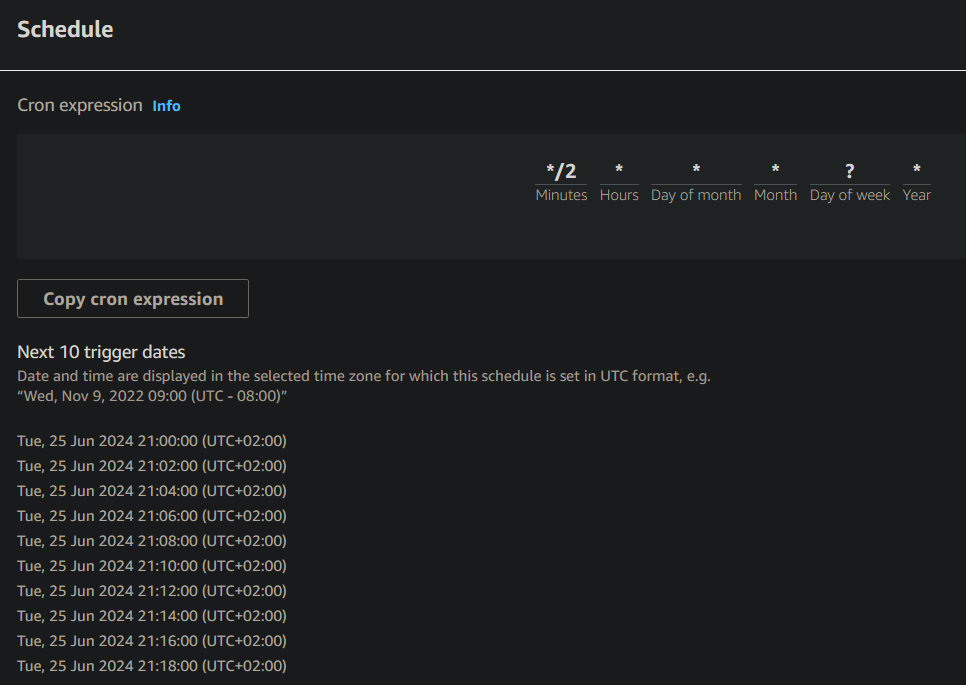 Schedule
Cron expression Info
*/2 * * * ? *
Minutes Hours Day of month Month Day of week Year
Copy cron expression
Next 10 trigger dates
Date and time are displayed in the selected time zone for which this schedule is set in UTC format, e.g.
“Wed, Nov 9, 2022 09:00 (UTC - 08:00)”
Tue, 25 Jun 2024 21:00:00 (UTC+02:00)
Tue, 25 Jun 2024 21:02:00 (UTC+02:00)
Tue, 25 Jun 2024 21:04:00 (UTC+02:00)
Tue, 25 Jun 2024 21:06:00 (UTC+02:00)
Tue, 25 Jun 2024 21:08:00 (UTC+02:00)
Tue, 25 Jun 2024 21:10:00 (UTC+02:00)
Tue, 25 Jun 2024 21:12:00 (UTC+02:00)
Tue, 25 Jun 2024 21:14:00 (UTC+02:00)
Tue, 25 Jun 2024 21:16:00 (UTC+02:00)
Tue, 25 Jun 2024 21:18:00 (UTC+02:00)